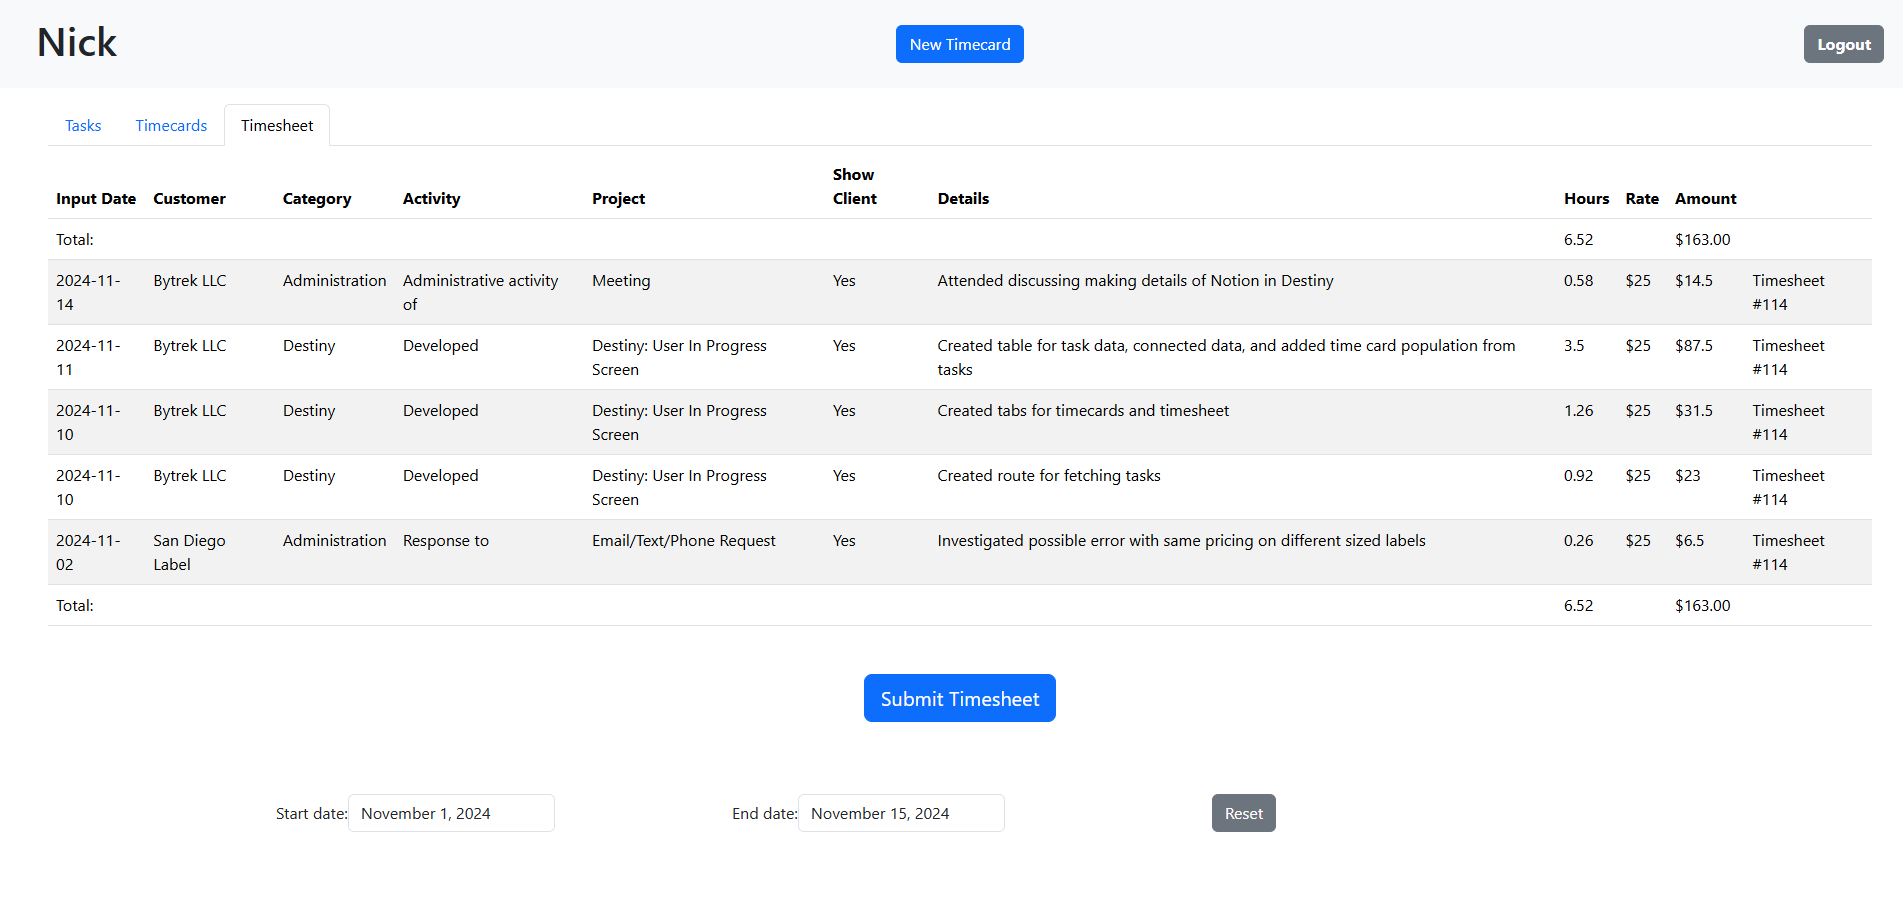 Nick
New Timecard
Logout
Tasks Timecards Timesheet
Input Date Customer Category Activity Project Show Client Details Hours Rate Amount
Total: 6.52 $163.00
2024-11-14 Bytrek LLC Administration Administrative activity of Meeting Yes Attended discussing making details of Notion in Destiny 0.58 $25 $14.5 Timesheet #114
2024-11-11 Bytrek LLC Destiny Developed Destiny: User In Progress Screen Yes Created table for task data, connected data, and added time card population from tasks 3.5 $25 $87.5 Timesheet #114
2024-11-10 Bytrek LLC Destiny Developed Destiny: User In Progress Screen Yes Created tabs for timecards and timesheet 1.26 $25 $31.5 Timesheet #114
2024-11-10 Bytrek LLC Destiny Developed Destiny: User In Progress Screen Yes Created route for fetching tasks 0.92 $25 $23 Timesheet #114
2024-11-02 San Diego Label Administration Response to Email/Text/Phone Request Yes Investigated possible error with same pricing on different sized labels 0.26 $25 $6.5 Timesheet #114
Total: 6.52 $163.00
Submit Timesheet
Start date: November 1, 2024 End date: November 15, 2024 Reset